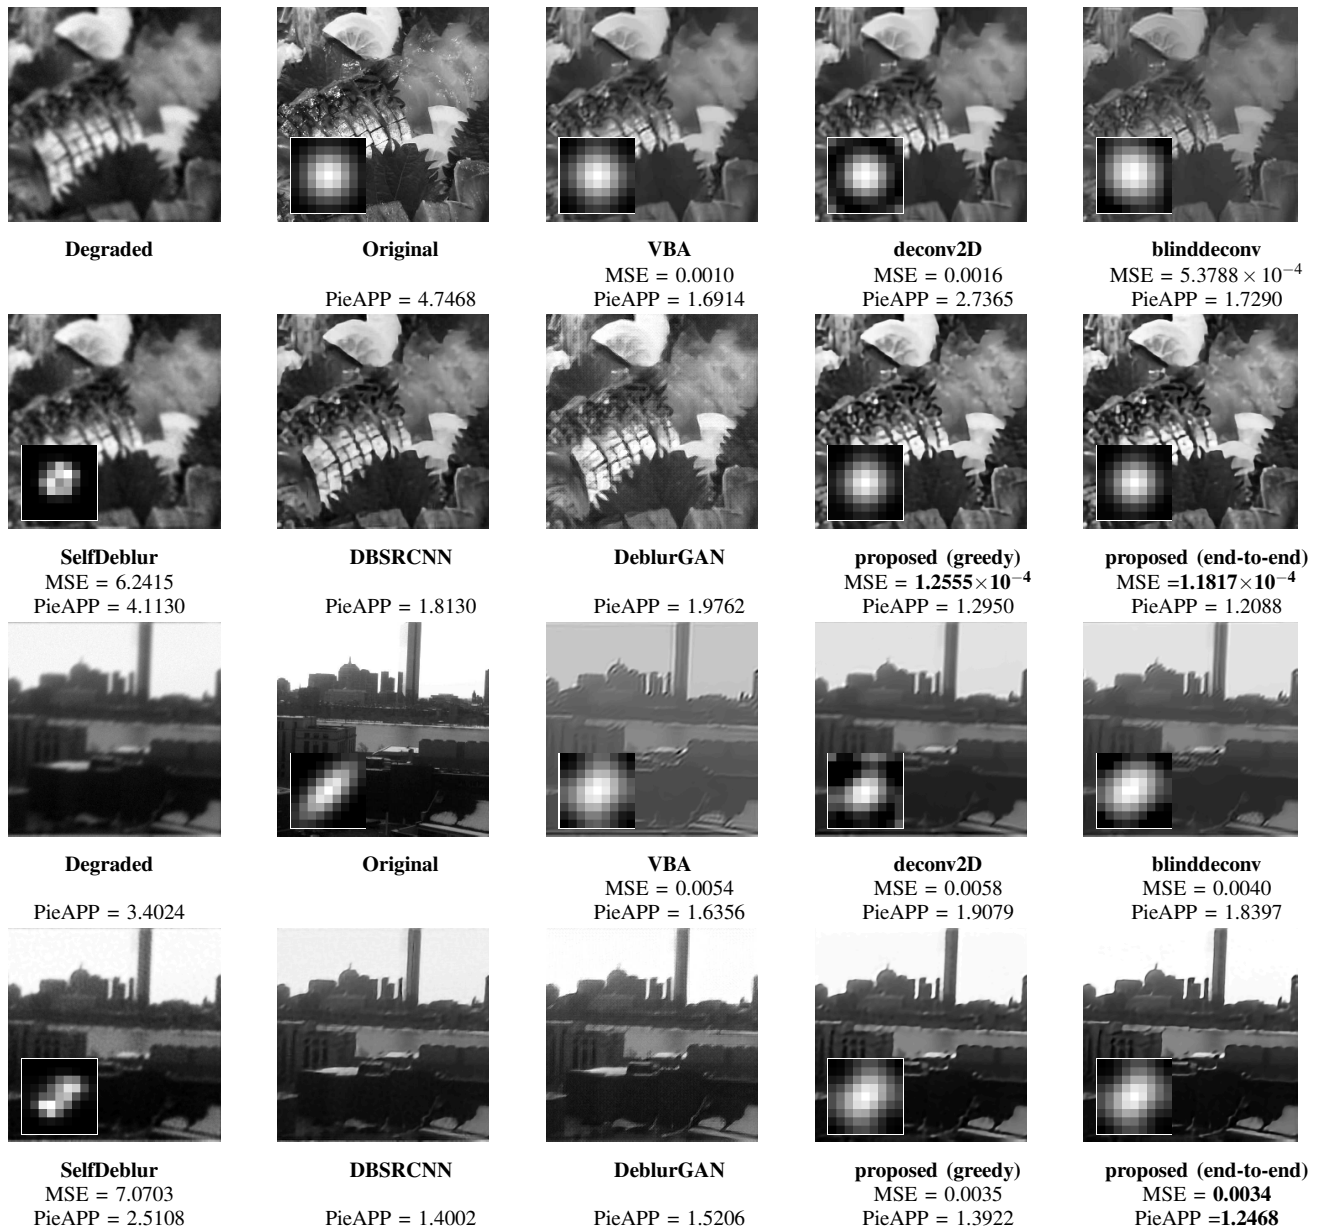 Degraded
Original
PieAPP = 4.7468
VBA
MSE = 0.0010
PieAPP = 1.6914
deconv2D
MSE = 0.0016
PieAPP = 2.7365
blinddeconv
MSE = 5.3788 × 10⁻⁴
PieAPP = 1.7290
SelfDeblur
MSE = 6.2415
PieAPP = 4.1130
DBSRCNN
PieAPP = 1.8130
DeblurGAN
PieAPP = 1.9762
proposed (greedy)
MSE = 1.2555×10⁻⁴
PieAPP = 1.2950
proposed (end-to-end)
MSE =1.1817×10⁻⁴
PieAPP = 1.2088
Degraded
PieAPP = 3.4024
Original
VBA
MSE = 0.0054
PieAPP = 1.6356
deconv2D
MSE = 0.0058
PieAPP = 1.9079
blinddeconv
MSE = 0.0040
PieAPP = 1.8397
SelfDeblur
MSE = 7.0703
PieAPP = 2.5108
DBSRCNN
PieAPP = 1.4002
DeblurGAN
PieAPP = 1.5206
proposed (greedy)
MSE = 0.0035
PieAPP = 1.3922
proposed (end-to-end)
MSE = 0.0034
PieAPP =1.2468